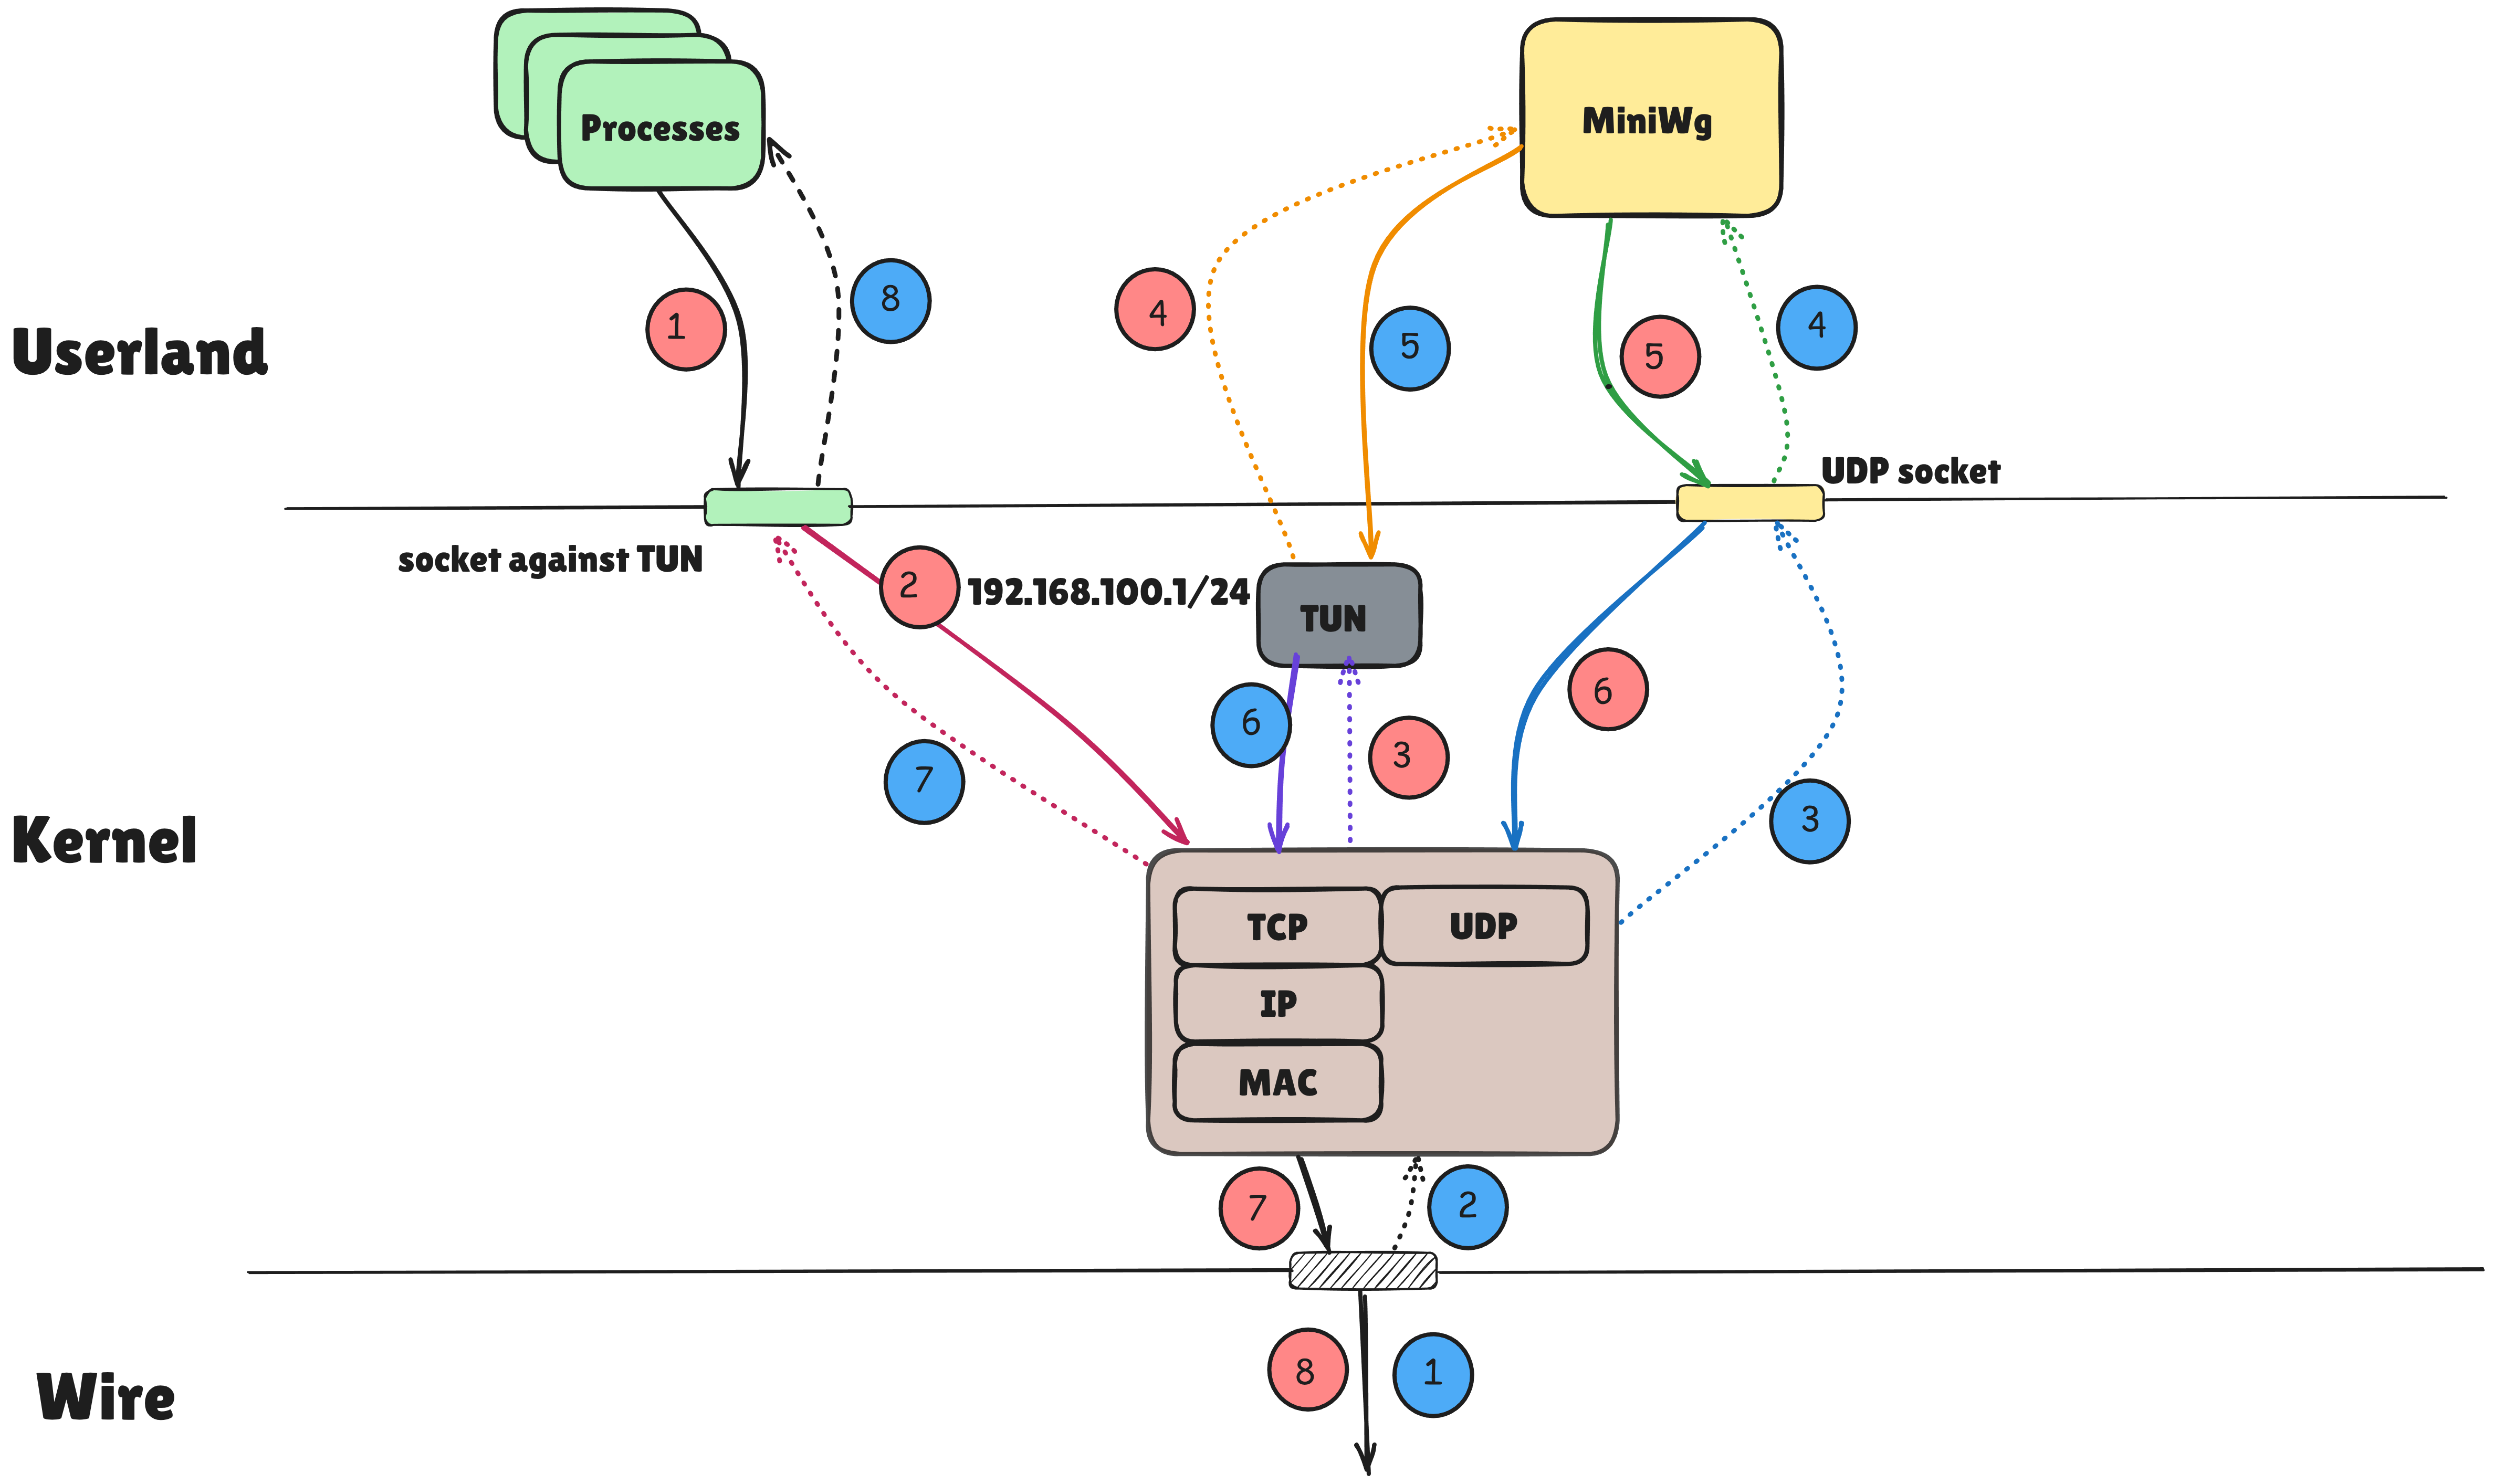 Processes
MiniWg
1
8
4
5
5
4
Userland
UDP socket
socket against TUN
2
192.168.100.1/24
TUN
6
3
6
7
3
Kernel
TCP
UDP
IP
MAC
7
2
8
1
Wire